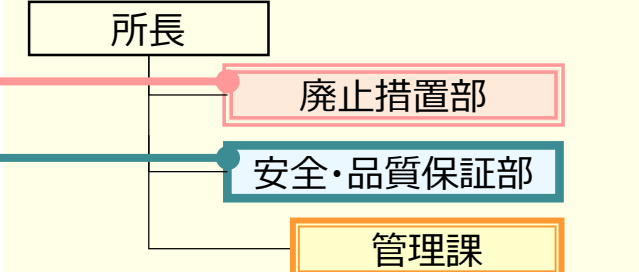 所長
廃止措置部
安全・品質保証部
管理課